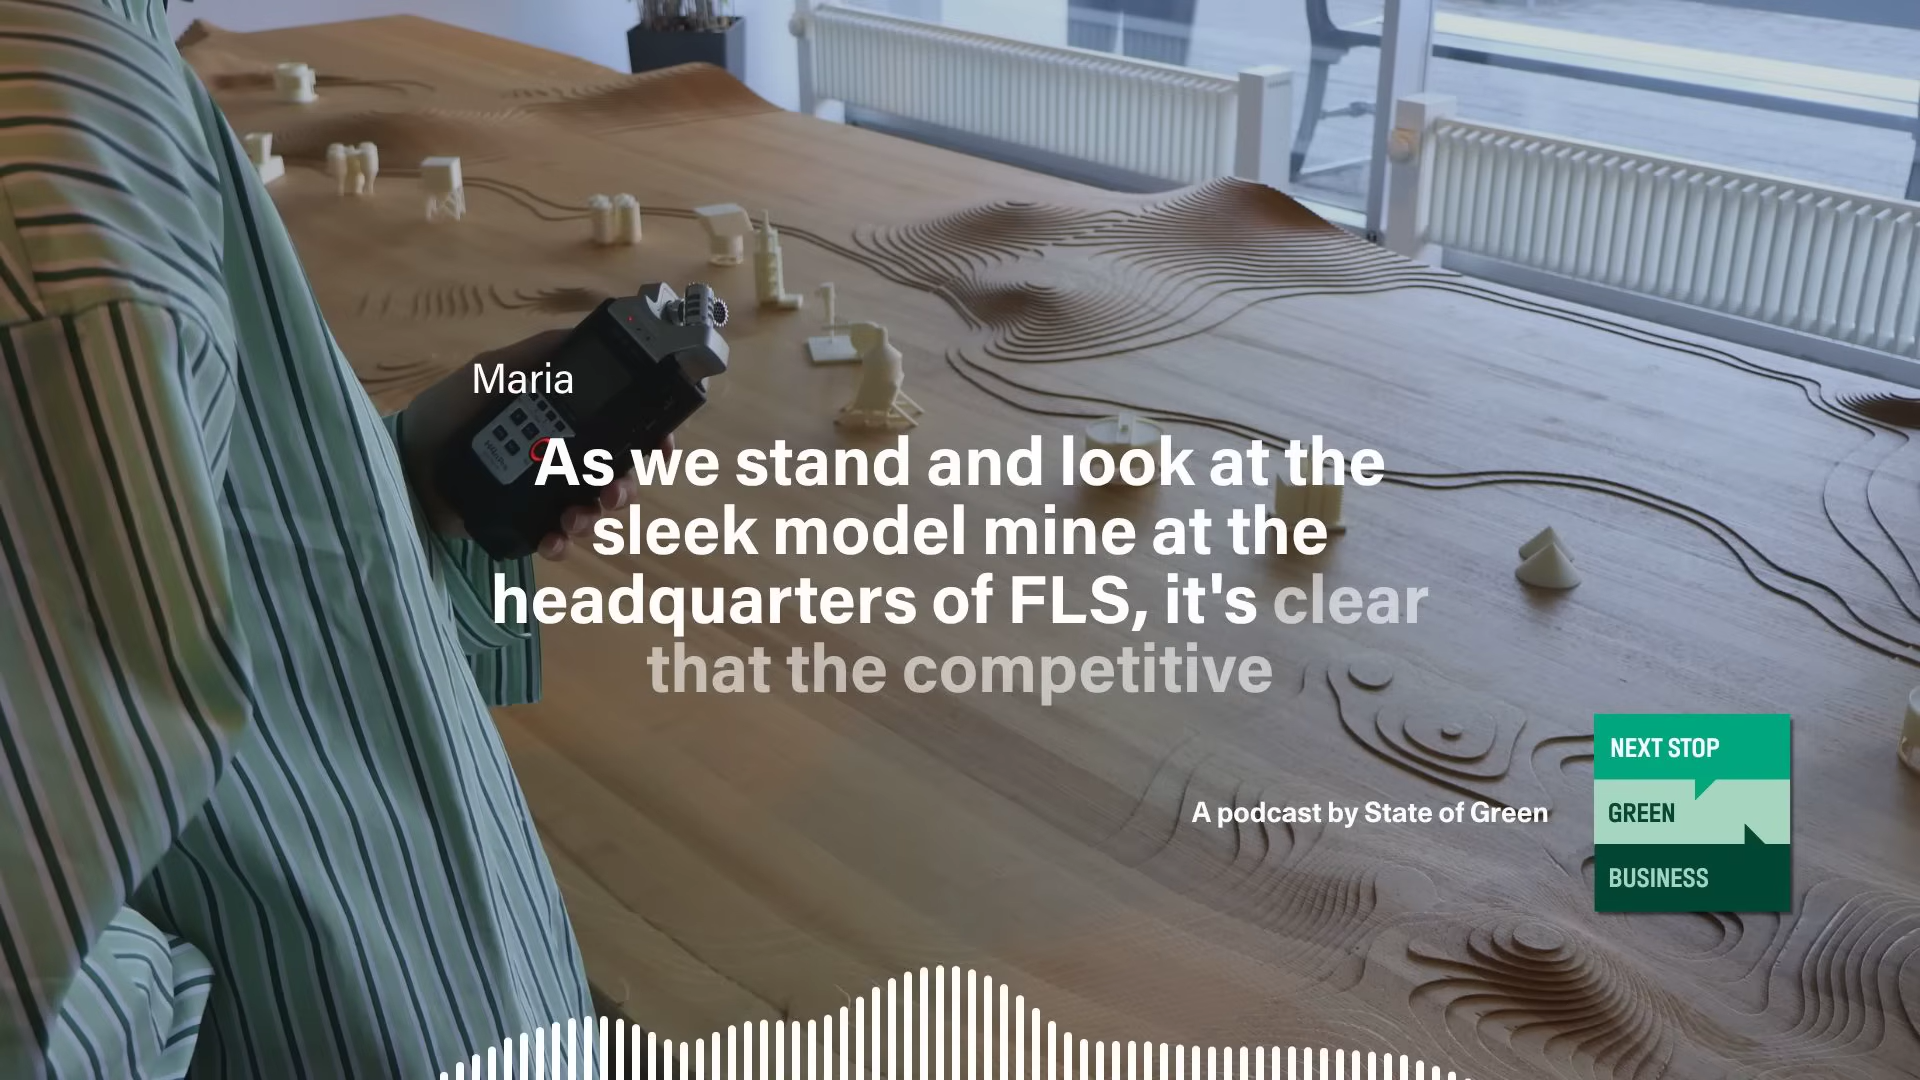 Maria
As we stand and look at the
sleek model mine at the
headquarters of FLS, it's clear
that the competitive
A podcast by State of Green
NEXT STOP
GREEN
BUSINESS